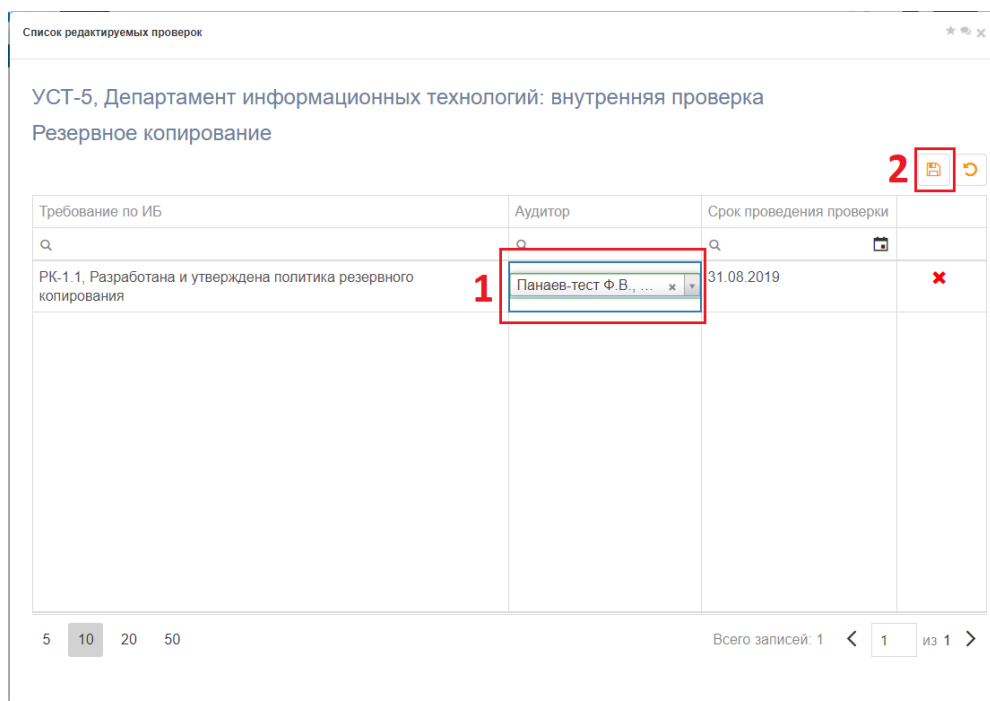 Список редактируемых проверок
УСТ-5, Департамент информационных технологий: внутренняя проверка
Резервное копирование
2
Требование по ИБ Аудитор Срок проведения проверки
РК-1.1, Разработана и утверждена политика резервного
копирования
1
Панаев-тест Ф.В., ...
31.08.2019
5 10 20 50 Всего записей: 1 1 из 1